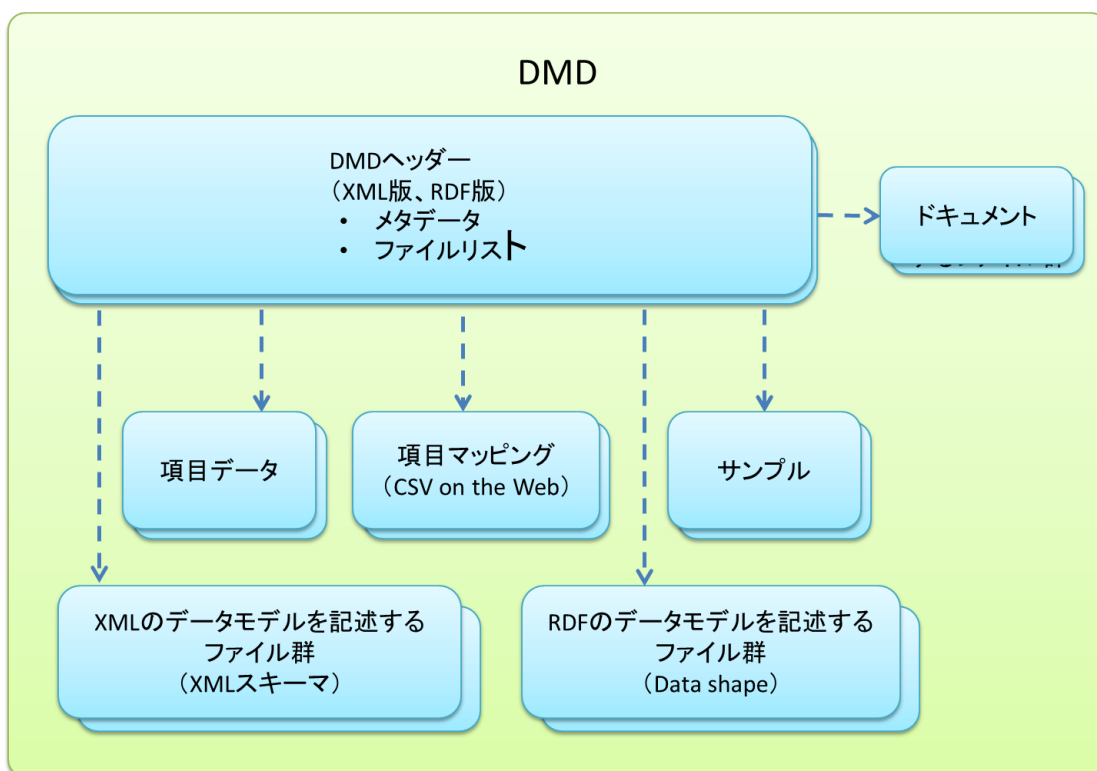 DMD
DMDヘッダー
（XML版、RDF版）
• メタデータ
• ファイルリスト
ドキュメント
項目データ
項目マッピング
（CSV on the Web）
サンプル
XMLのデータモデルを記述する
ファイル群
（XMLスキーマ）
RDFのデータモデルを記述する
ファイル群
（Data shape）